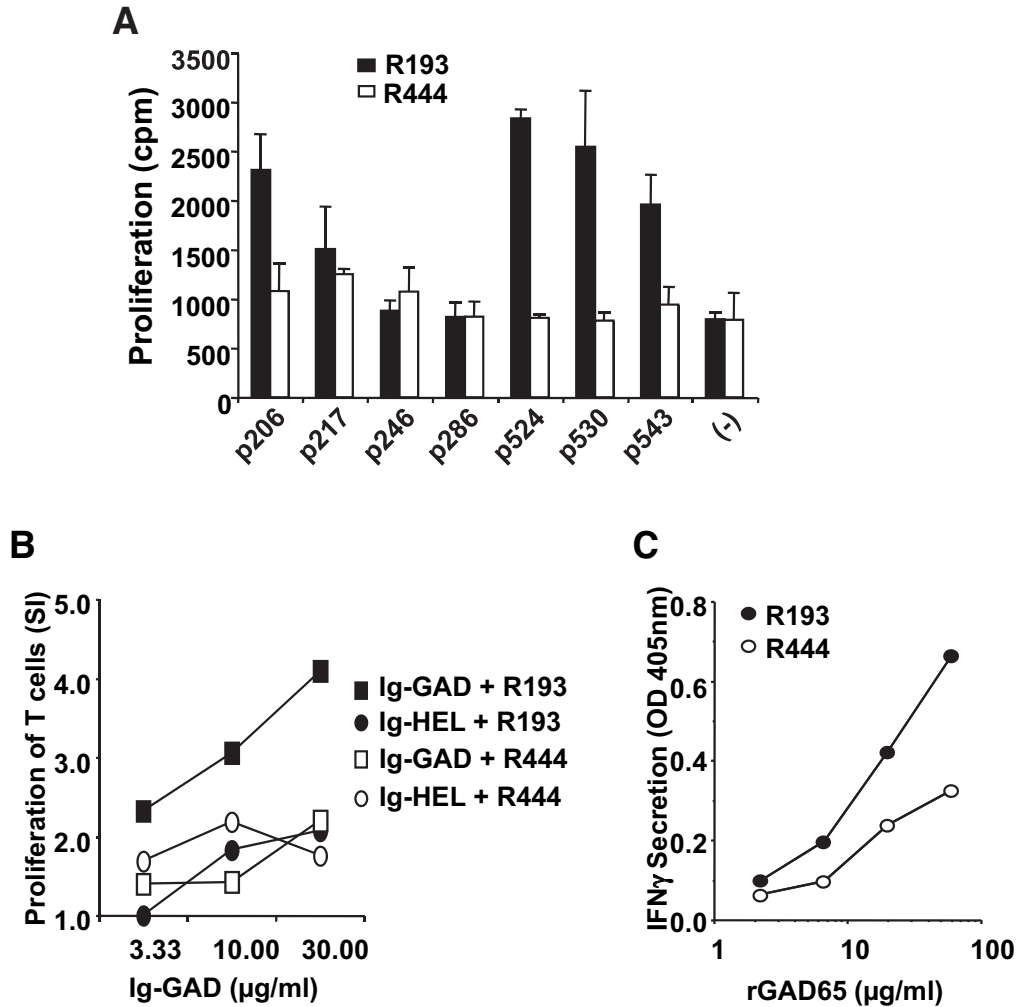 A
3500
3000
2500
2000
1500
1000
500
0
Proliferation (cpm)
R193
R444
p206
p217
p246
p286
p524
p530
p543
(-)
B
5.0
4.0
3.0
2.0
1.0
Proliferation of T cells (SI)
Ig-GAD + R193
Ig-HEL + R193
Ig-GAD + R444
Ig-HEL + R444
3.33 10.00 30.00
Ig-GAD (µg/ml)
C
0.8
0.6
0.4
0.2
0.0
IFNγ Secretion (OD 405nm)
R193
R444
1 10 100
rGAD65 (µg/ml)